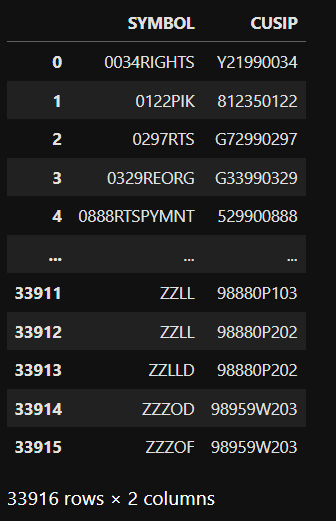 SYMBOL CUSIP
0 0034RIGHTS Y21990034
1 0122PIK 812350122
2 0297RTS G72990297
3 0329REORG G33990329
4 0888RTSPYMNT 529900888
... ... ...
33911 ZZLL 98880P103
33912 ZZLL 98880P202
33913 ZZLLD 98880P202
33914 ZZZOD 98959W203
33915 ZZZOF 98959W203
33916 rows × 2 columns